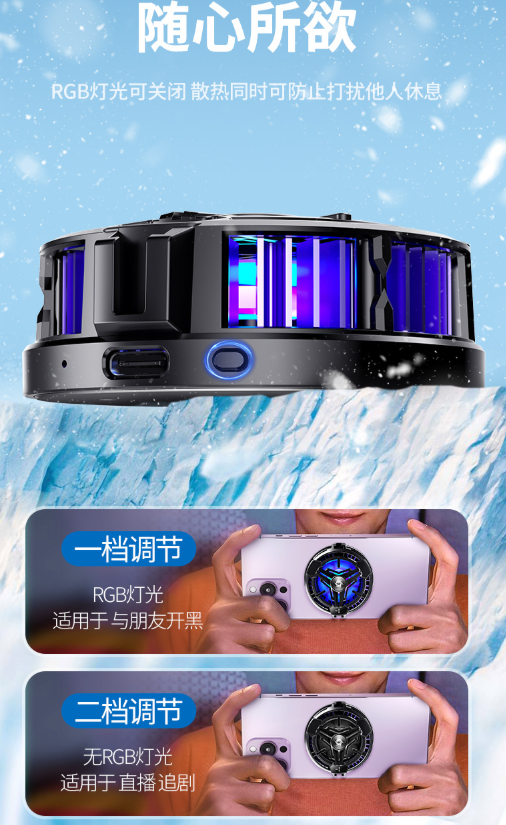 随心所欲
RGB灯光可关闭 散热同时可防止打扰他人休息
一档调节
RGB灯光
适用于 与朋友开黑
二档调节
无RGB灯光
适用于 直播 追剧